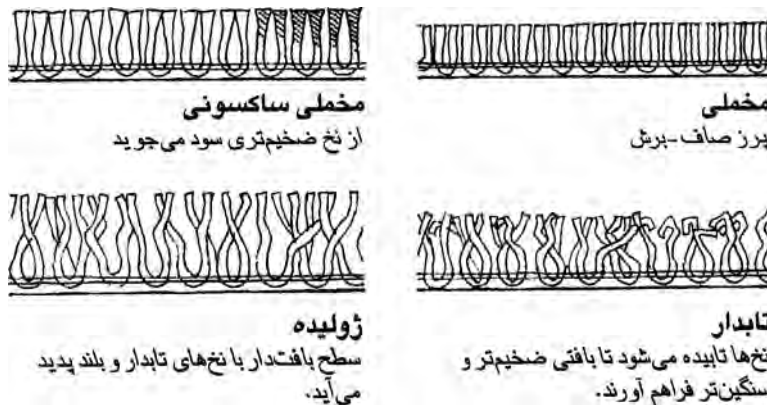 مخملی
پرز صاف-برش
مخملی ساکسونی
از نخ ضخیم‌تری سود می‌جوید
تابدار
نخ‌ها تابیده می‌شود تا بافتی ضخیم‌تر و
سنگین‌تر فراهم آورند.
ژولیده
سطح بافت‌دار با نخ‌های تابدار و بلند پدید
می‌آید.